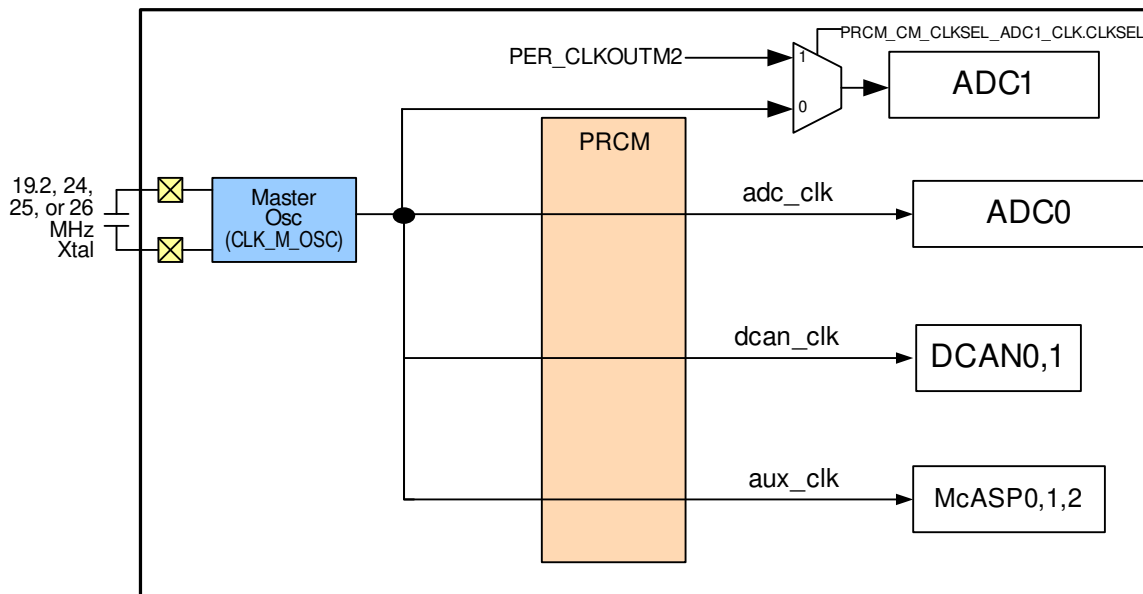 PRCM_CM_CLKSEL_ADC1_CLK.CLKSEL
PER_CLKOUTM2
1
0
ADC1
PRCM
19.2, 24,
25, or 26
MHz
Xtal
Master
Osc
(CLK_M_OSC)
adc_clk
ADC0
dcan_clk
DCAN0,1
aux_clk
McASP0,1,2